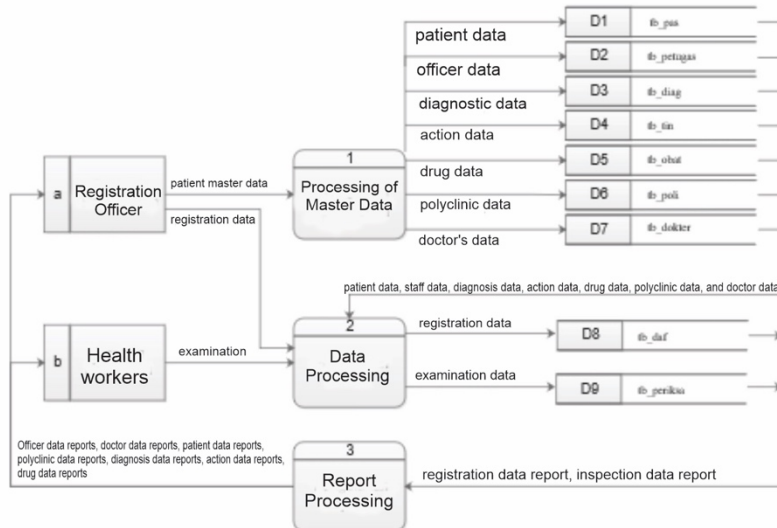 D1 tb_pas
patient data
D2 tb_petugas
officer data
D3 tb_diag
diagnostic data
D4 tb_tin
action data
D5 tb_obat
drug data
D6 tb_poli
polyclinic data
D7 tb_dokter
doctor's data
1
Processing of
Master Data
a
Registration
Officer
patient master data
registration data
patient data, staff data, diagnosis data, action data, drug data, polyclinic data, and doctor data
2
Data
Processing
registration data
D8 tb_daf
examination data
D9 tb_periksa
b
Health
workers
examination
Officer data reports, doctor data reports, patient data reports,
polyclinic data reports, diagnosis data reports, action data reports,
drug data reports
3
Report
Processing
registration data report, inspection data report